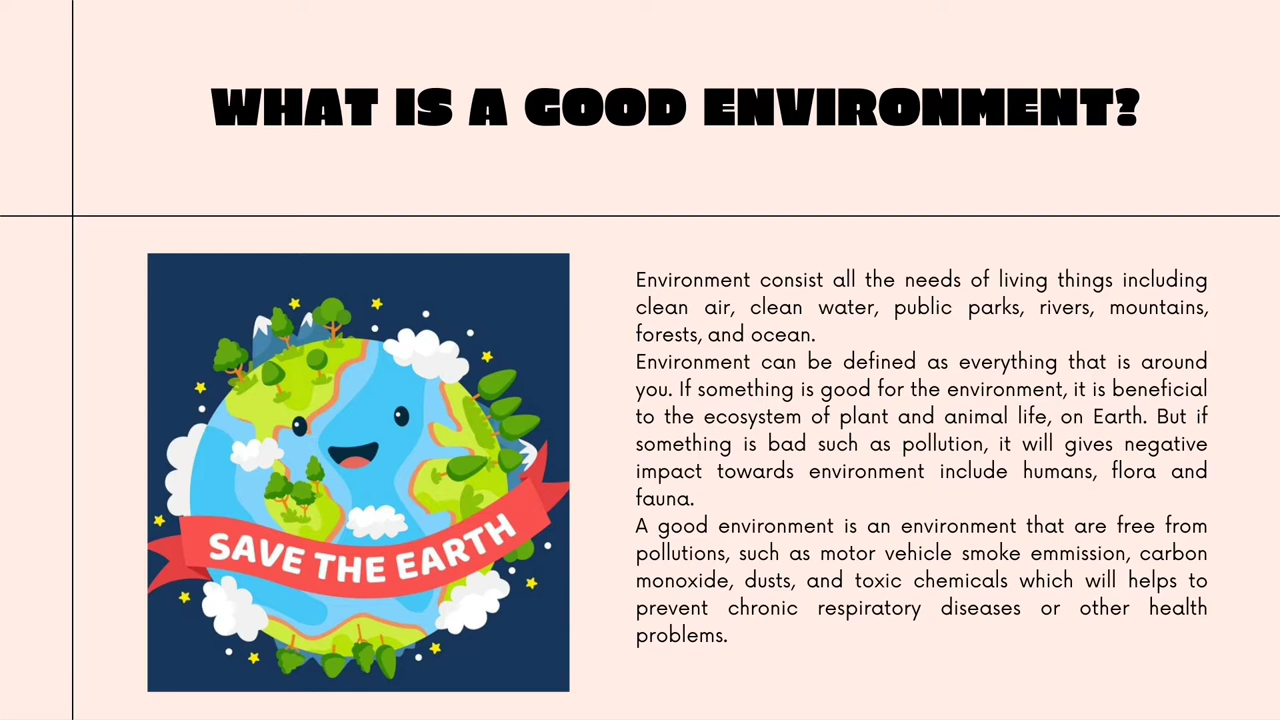 WHAT IS A GOOD ENVIRONMENT?
SAVE THE EARTH
Environment consist all the needs of living things including
clean air, clean water, public parks, rivers, mountains,
forests, and ocean.
Environment can be defined as everything that is around
you. If something is good for the environment, it is beneficial
to the ecosystem of plant and animal life, on Earth. But if
something is bad such as pollution, it will gives negative
impact towards environment include humans, flora and
fauna.
A good environment is an environment that are free from
pollutions, such as motor vehicle smoke emmission, carbon
monoxide, dusts, and toxic chemicals which will helps to
prevent chronic respiratory diseases or other health
problems.